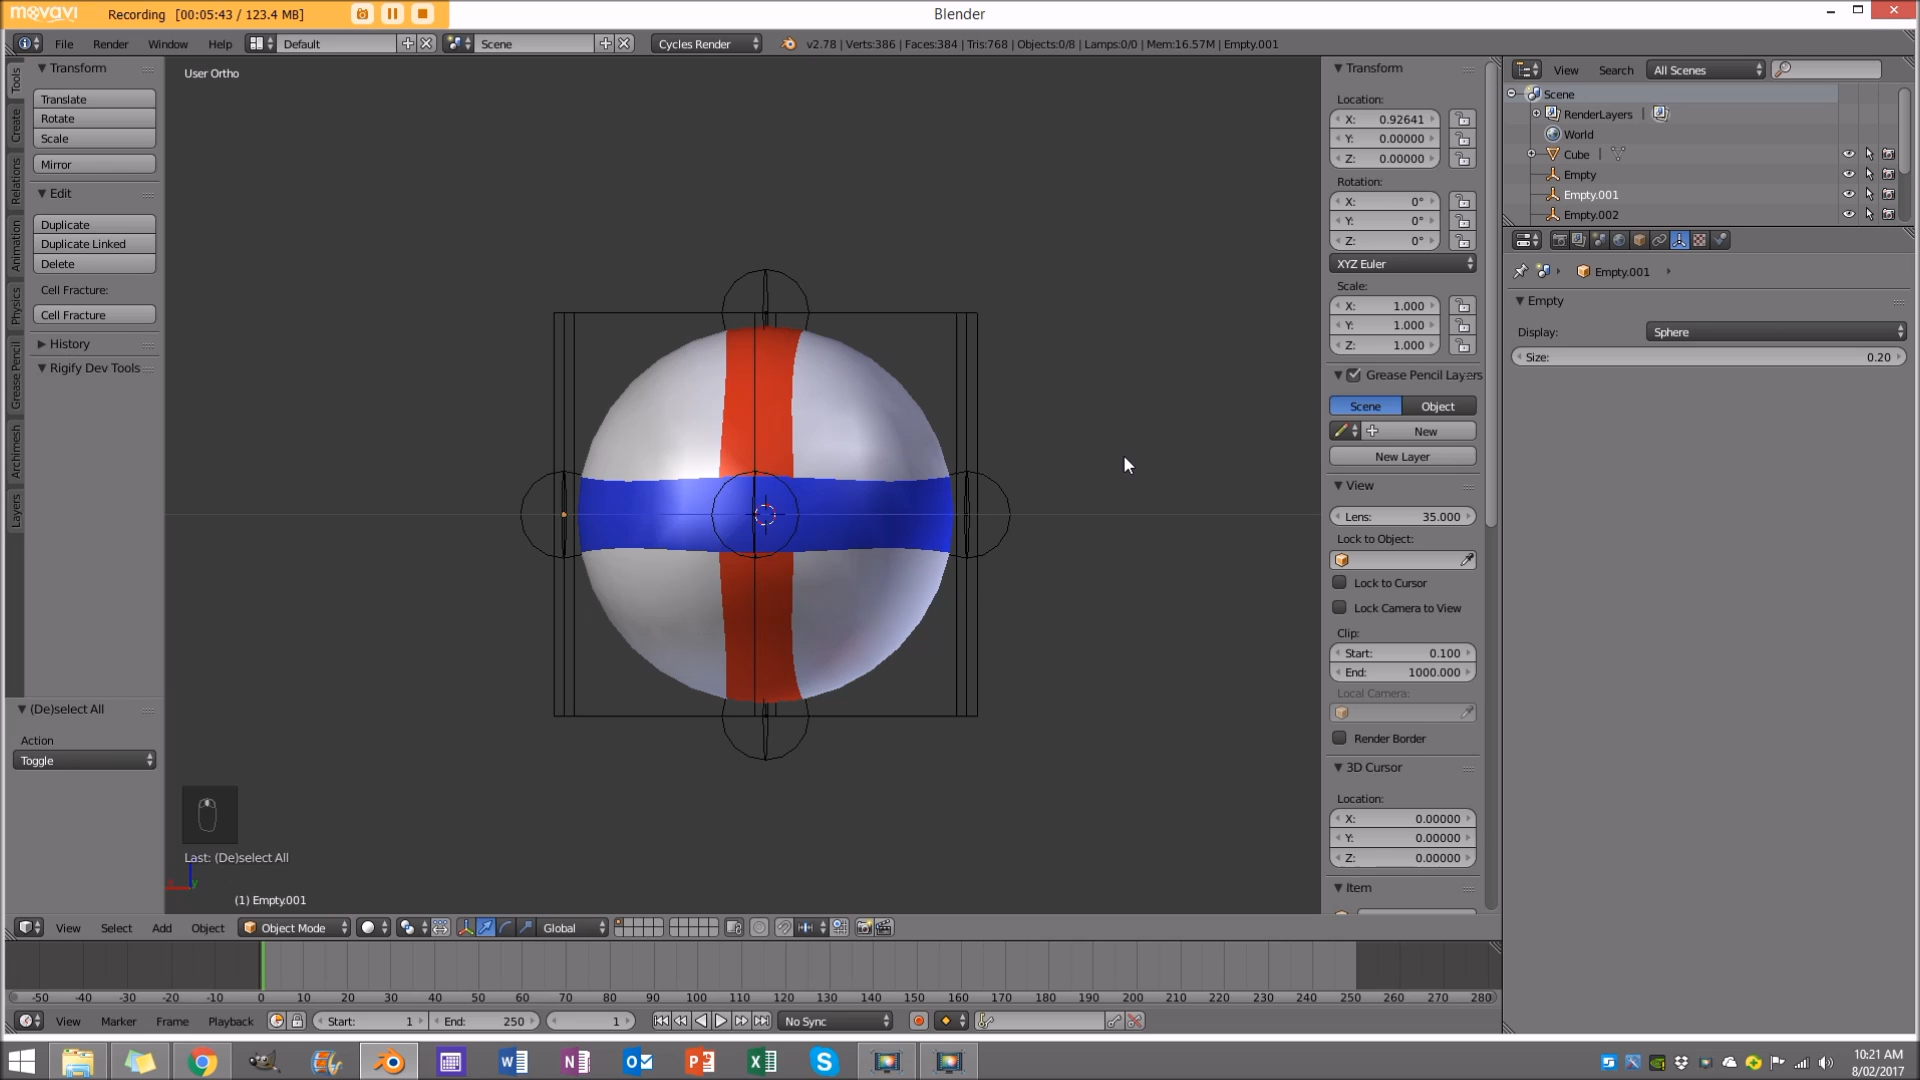 movavi
Recording [00:05:43 / 123.4 MB]
Blender
File Render Window Help Default Scene Cycles Render v2.78 | Verts:386 | Faces:384 | Tris:768 | Objects:0/8 | Lamps:0/0 | Mem:16.57M | Empty.001
Tools
Create
Relations
Animation
Physics
Grease Pencil
Archimesh
Layers
Transform
Translate
Rotate
Scale
Mirror
Edit
Duplicate
Duplicate Linked
Delete
Cell Fracture:
Cell Fracture
History
Rigify Dev Tools
(De)select All
Action
Toggle
User Ortho
Last: (De)select All
(1) Empty.001
Transform
Location:
X: 0.92641
Y: 0.00000
Z: 0.00000
Rotation:
X: 0°
Y: 0°
Z: 0°
XYZ Euler
Scale:
X: 1.000
Y: 1.000
Z: 1.000
Grease Pencil Layers
Scene Object
New
New Layer
View
Lens: 35.000
Lock to Object:
Lock to Cursor
Lock Camera to View
Clip:
Start: 0.100
End: 1000.000
Local Camera:
Render Border
3D Cursor
Location:
X: 0.00000
Y: 0.00000
Z: 0.00000
Item
View Search All Scenes
Scene
RenderLayers
World
Cube
Empty
Empty.001
Empty.002
Empty.001
Empty
Display: Sphere
Size: 0.20
View Select Add Object Object Mode Global
-50 -40 -30 -20 -10 0 10 20 30 40 50 60 70 80 90 100 110 120 130 140 150 160 170 180 190 200 210 220 230 240 250 260 270 280
View Marker Frame Playback Start: 1 End: 250 1 No Sync
10:21 AM
8/02/2017